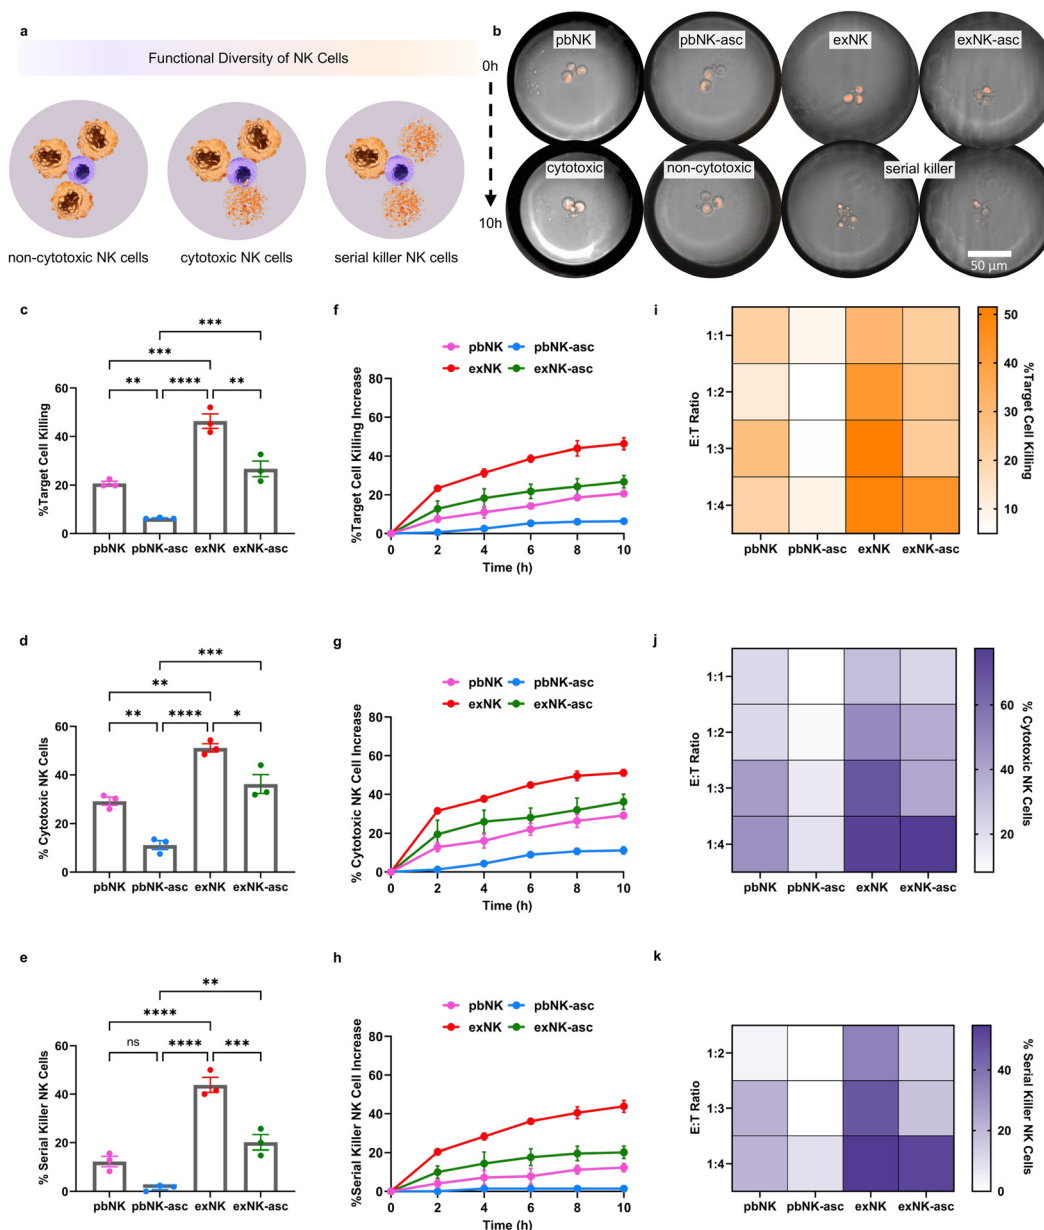 a
Functional Diversity of NK Cells
non-cytotoxic NK cells
cytotoxic NK cells
serial killer NK cells
b
pbNK
pbNK-asc
exNK
exNK-asc
0h
10h
cytotoxic
non-cytotoxic
serial killer
50 µm
c
%Target Cell Killing
60
40
20
0
***
***
** **** **
pbNK pbNK-asc exNK exNK-asc
f
pbNK pbNK-asc
exNK exNK-asc
%Target Cell Killing Increase
80
60
40
20
0
0 2 4 6 8 10
Time (h)
i
E:T Ratio
1:1
1:2
1:3
1:4
pbNK pbNK-asc exNK exNK-asc
50
40
30
20
10
%Target Cell Killing
d
% Cytotoxic NK Cells
60
40
20
0
***
**
** **** *
pbNK pbNK-asc exNK exNK-asc
g
pbNK pbNK-asc
exNK exNK-asc
% Cytotoxic NK Cell Increase
80
60
40
20
0
0 2 4 6 8 10
Time (h)
j
E:T Ratio
1:1
1:2
1:3
1:4
pbNK pbNK-asc exNK exNK-asc
60
40
20
% Cytotoxic NK Cells
e
% Serial Killer NK Cells
60
40
20
0
**
****
ns **** ***
pbNK pbNK-asc exNK exNK-asc
h
pbNK pbNK-asc
exNK exNK-asc
%Serial Killer NK Cell Increase
80
60
40
20
0
0 2 4 6 8 10
Time (h)
k
E:T Ratio
1:2
1:3
1:4
pbNK pbNK-asc exNK exNK-asc
40
20
0
% Serial Killer NK Cells